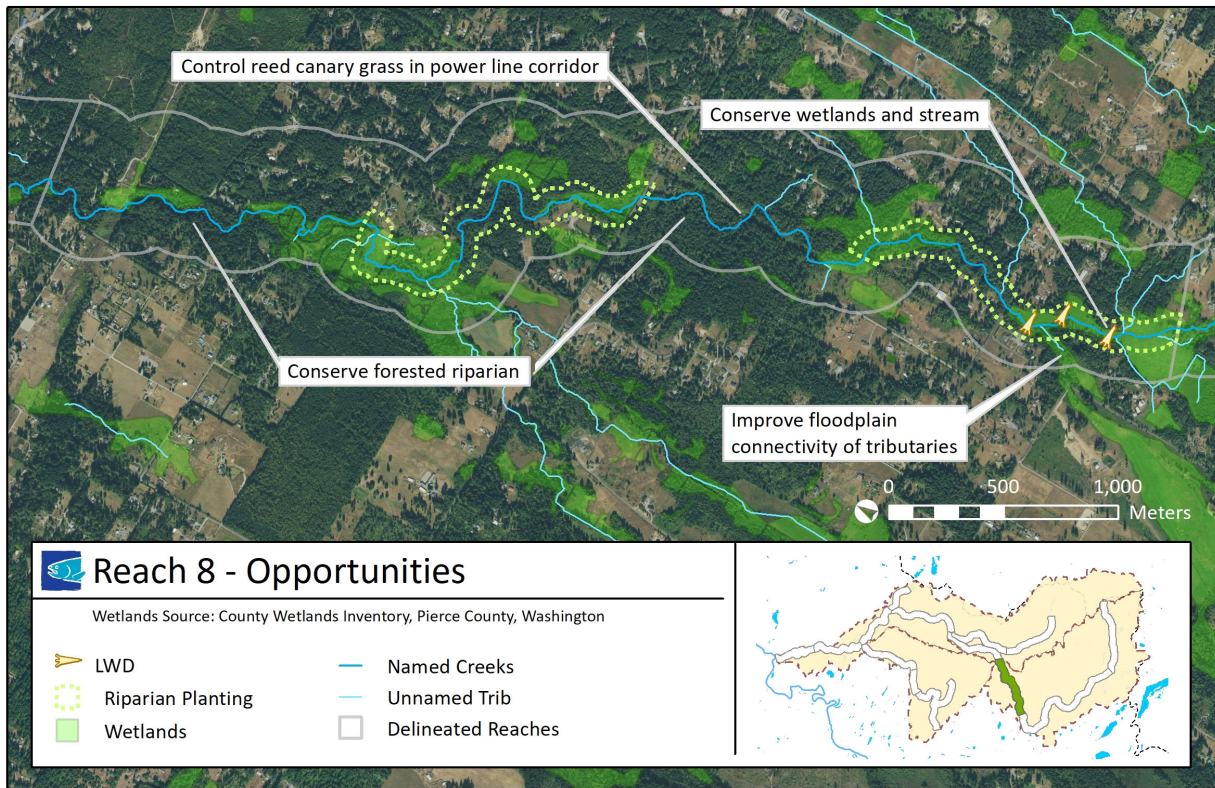 Control reed canary grass in power line corridor
Conserve wetlands and stream
Conserve forested riparian
Improve floodplain
connectivity of tributaries
0 500 1,000
Meters
Reach 8 - Opportunities
Wetlands Source: County Wetlands Inventory, Pierce County, Washington
LWD
Riparian Planting
Wetlands
Named Creeks
Unnamed Trib
Delineated Reaches